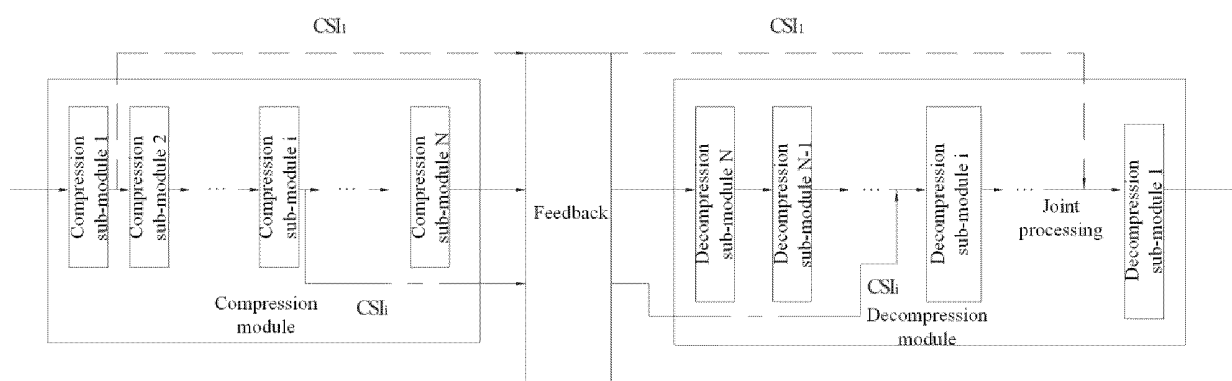 CSI1
CSI1
Compression
sub-module 1
Compression
sub-module 2
...
Compression
sub-module i
...
Compression
sub-module N
Compression
module
CSIi
Feedback
Decompression
sub-module N
Decompression
sub-module N-1
...
CSIi
Decompression
sub-module i
...
Joint
processing
Decompression
sub-module 1
Decompression
module